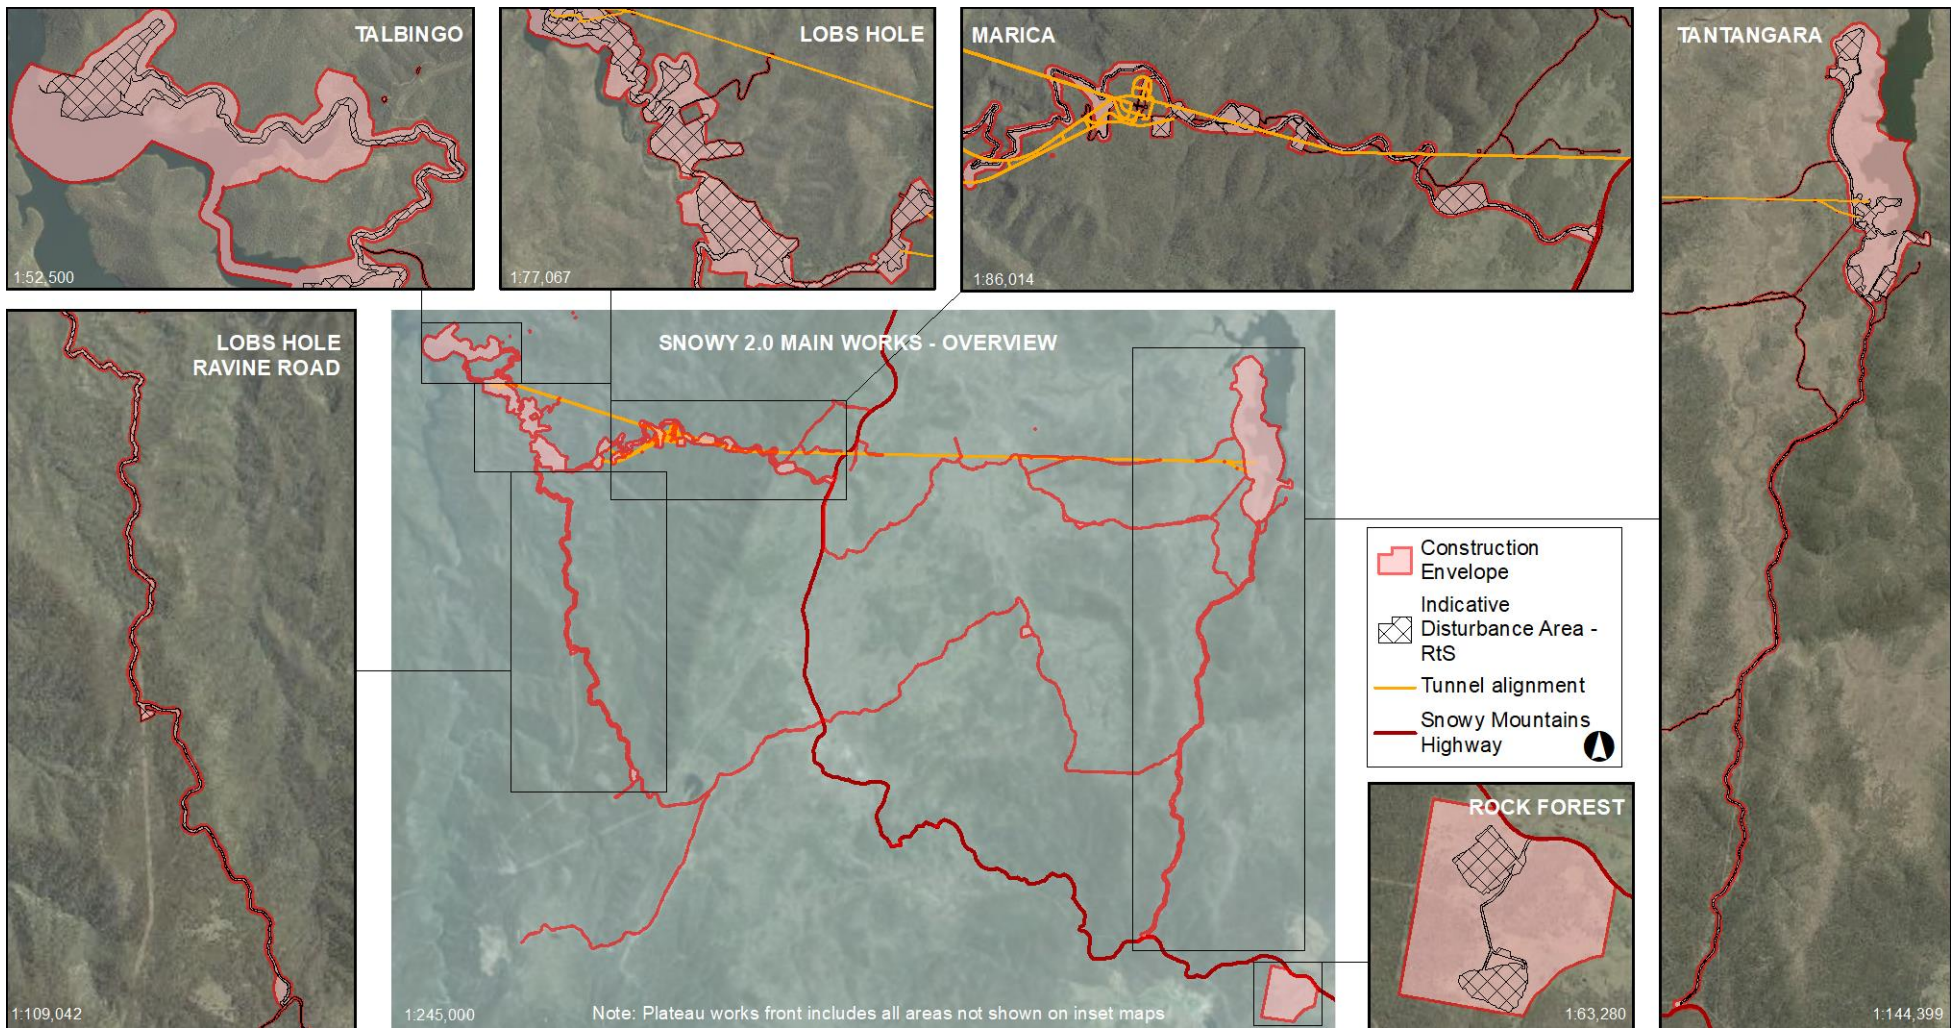 TALBINGO
1:52,500
LOBS HOLE
1:77,067
MARICA
1:86,014
TANTANGARA
1:144,399
LOBS HOLE
RAVINE ROAD
1:109,042
SNOWY 2.0 MAIN WORKS - OVERVIEW
1:245,000
Note: Plateau works front includes all areas not shown on inset maps
Construction
Envelope
Indicative
Disturbance Area -
RtS
Tunnel alignment
Snowy Mountains
Highway
ROCK FOREST
1:63,280